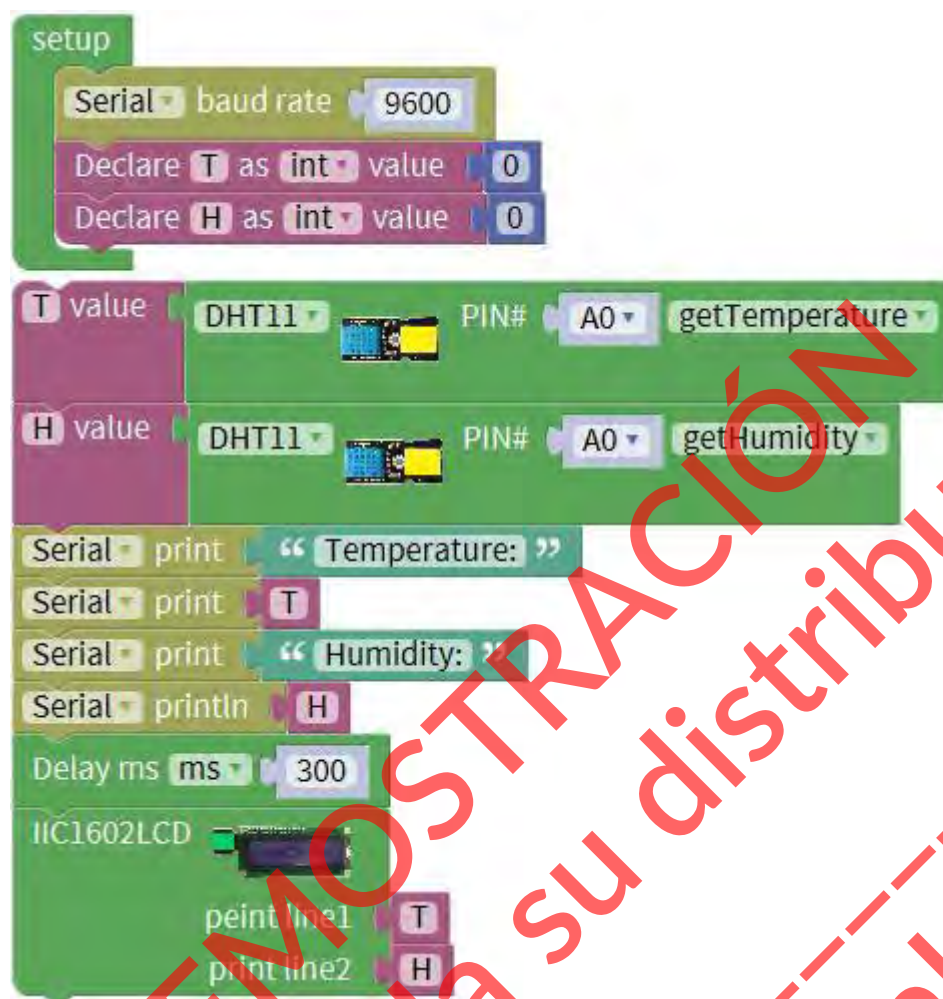 setup
Serial baud rate 9600
Declare T as int value 0
Declare H as int value 0
T value DHT11 PIN# A0 getTemperature
H value DHT11 PIN# A0 getHumidity
Serial print “ Temperature: ”
Serial print T
Serial print “ Humidity: ”
Serial println H
Delay ms ms 300
IIC1602LCD
peint line1 T
print line2 H
EMOSTRACIÓN
su distribu